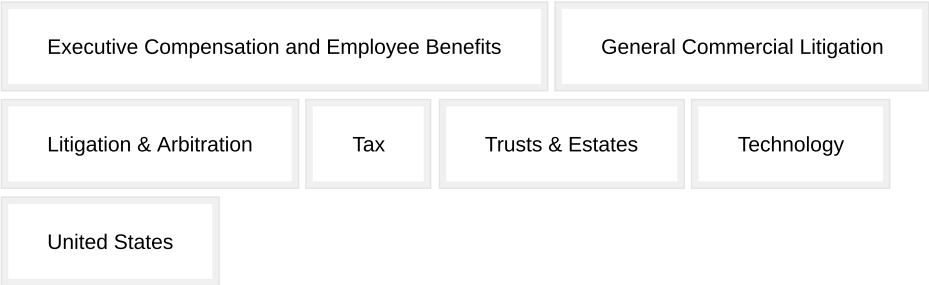 Executive Compensation and Employee Benefits
General Commercial Litigation
Litigation & Arbitration
Tax
Trusts & Estates
Technology
United States